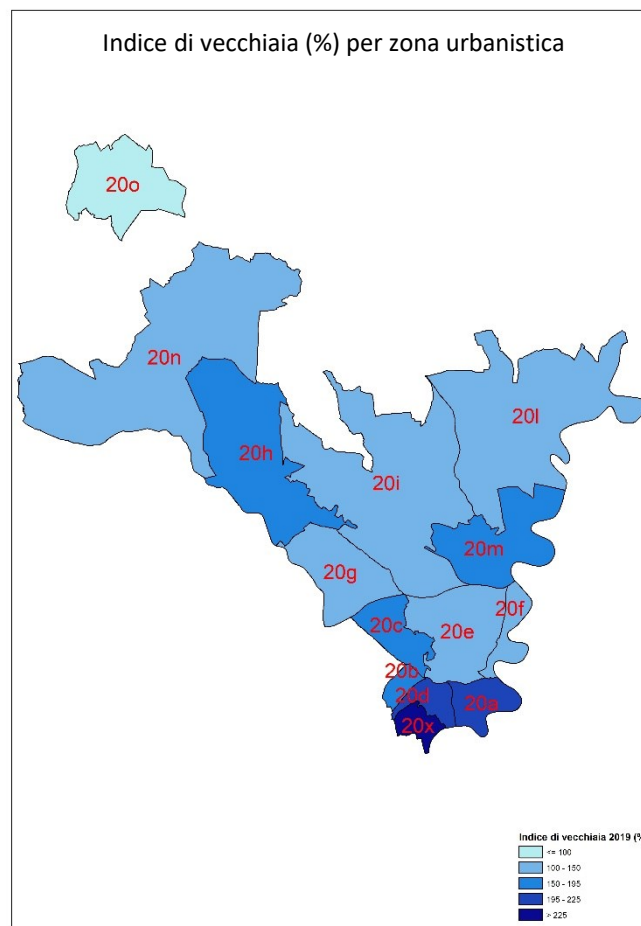 Indice di vecchiaia (%) per zona urbanistica
20o
20n
20l
20h
20i
20m
20g
20f
20c
20e
20b
20d
20a
20x
Indice di vecchiaia 2019 (%
<= 100
100 - 150
150 - 195
195 - 225
> 225